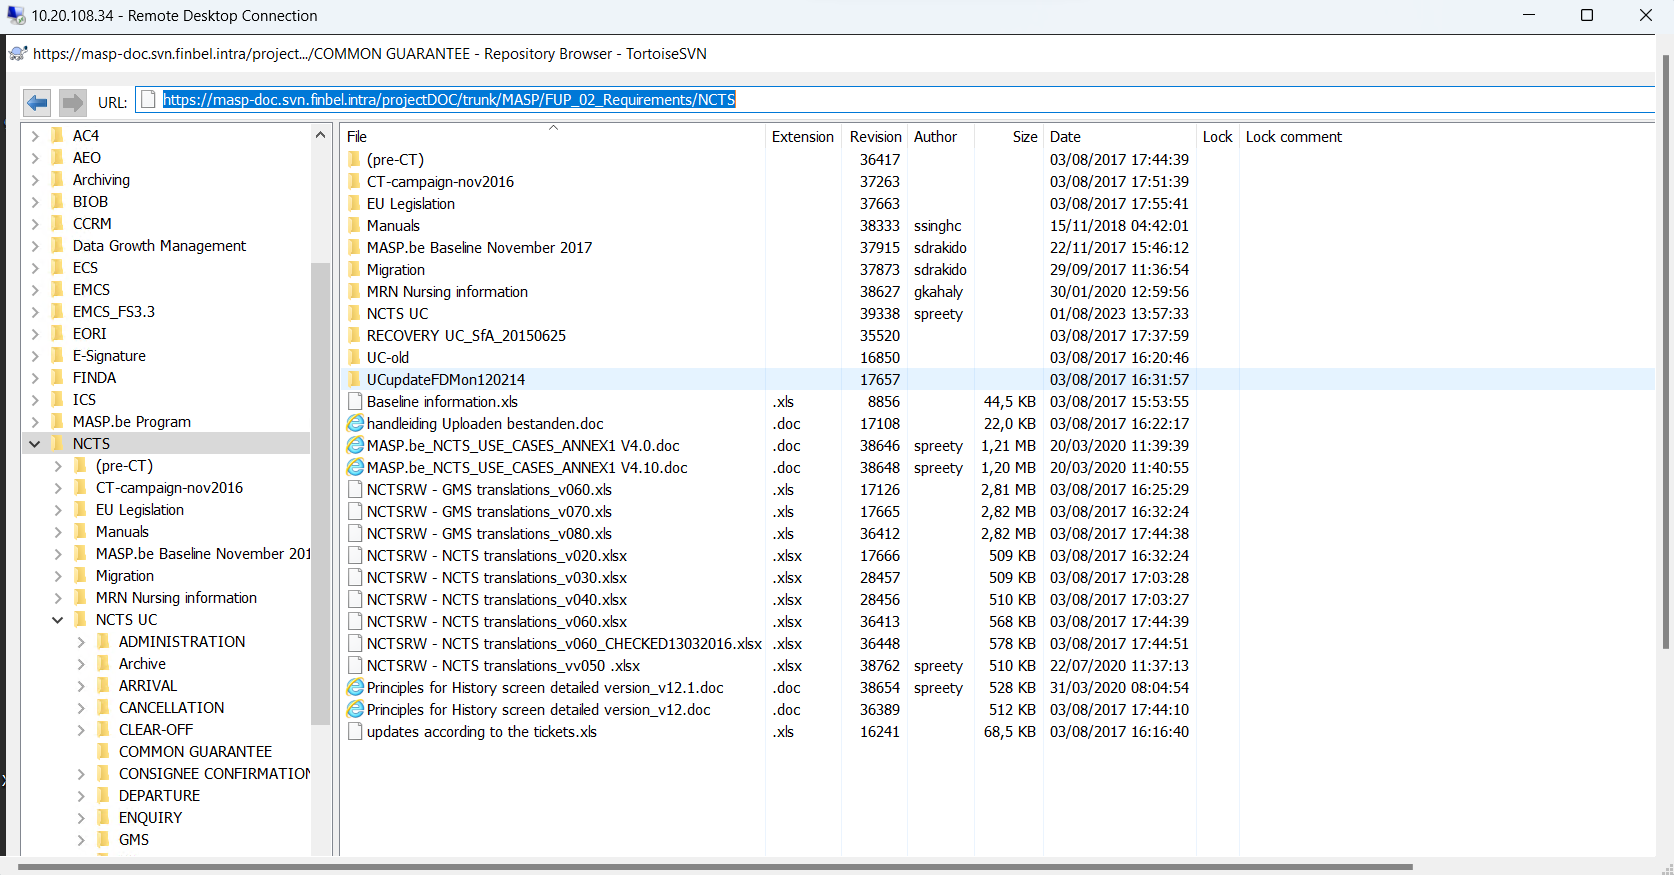 10.20.108.34 - Remote Desktop Connection
https://masp-doc.svn.finbel.intra/project.../COMMON GUARANTEE - Repository Browser - TortoiseSVN
URL: https://masp-doc.svn.finbel.intra/projectDOC/trunk/MASP/FUP_02_Requirements/NCTS
AC4
AEO
Archiving
BIOB
CCRM
Data Growth Management
ECS
EMCS
EMCS_FS3.3
EORI
E-Signature
FINDA
ICS
MASP.be Program
NCTS
(pre-CT)
CT-campaign-nov2016
EU Legislation
Manuals
MASP.be Baseline November 201
Migration
MRN Nursing information
NCTS UC
ADMINISTRATION
Archive
ARRIVAL
CANCELLATION
CLEAR-OFF
COMMON GUARANTEE
CONSIGNEE CONFIRMATION
DEPARTURE
ENQUIRY
GMS
File Extension Revision Author Size Date Lock Lock comment
(pre-CT) 36417 03/08/2017 17:44:39
CT-campaign-nov2016 37263 03/08/2017 17:51:39
EU Legislation 37663 03/08/2017 17:55:41
Manuals 38333 ssinghc 15/11/2018 04:42:01
MASP.be Baseline November 2017 37915 sdrakido 22/11/2017 15:46:12
Migration 37873 sdrakido 29/09/2017 11:36:54
MRN Nursing information 38627 gkahaly 30/01/2020 12:59:56
NCTS UC 39338 spreety 01/08/2023 13:57:33
RECOVERY UC_SfA_20150625 35520 03/08/2017 17:37:59
UC-old 16850 03/08/2017 16:20:46
UCupdateFDMon120214 17657 03/08/2017 16:31:57
Baseline information.xls .xls 8856 44,5 KB 03/08/2017 15:53:55
handleiding Uploaden bestanden.doc .doc 17108 22,0 KB 03/08/2017 16:22:17
MASP.be_NCTS_USE_CASES_ANNEX1 V4.0.doc .doc 38646 spreety 1,21 MB 20/03/2020 11:39:39
MASP.be_NCTS_USE_CASES_ANNEX1 V4.10.doc .doc 38648 spreety 1,20 MB 20/03/2020 11:40:55
NCTSRW - GMS translations_v060.xls .xls 17126 2,81 MB 03/08/2017 16:25:29
NCTSRW - GMS translations_v070.xls .xls 17665 2,82 MB 03/08/2017 16:32:24
NCTSRW - GMS translations_v080.xls .xls 36412 2,82 MB 03/08/2017 17:44:38
NCTSRW - NCTS translations_v020.xlsx .xlsx 17666 509 KB 03/08/2017 16:32:24
NCTSRW - NCTS translations_v030.xlsx .xlsx 28457 509 KB 03/08/2017 17:03:28
NCTSRW - NCTS translations_v040.xlsx .xlsx 28456 510 KB 03/08/2017 17:03:27
NCTSRW - NCTS translations_v060.xlsx .xlsx 36413 568 KB 03/08/2017 17:44:39
NCTSRW - NCTS translations_v060_CHECKED13032016.xlsx .xlsx 36448 578 KB 03/08/2017 17:44:51
NCTSRW - NCTS translations_vv050 .xlsx .xlsx 38762 spreety 510 KB 22/07/2020 11:37:13
Principles for History screen detailed version_v12.1.doc .doc 38654 spreety 528 KB 31/03/2020 08:04:54
Principles for History screen detailed version_v12.doc .doc 36389 512 KB 03/08/2017 17:44:10
updates according to the tickets.xls .xls 16241 68,5 KB 03/08/2017 16:16:40